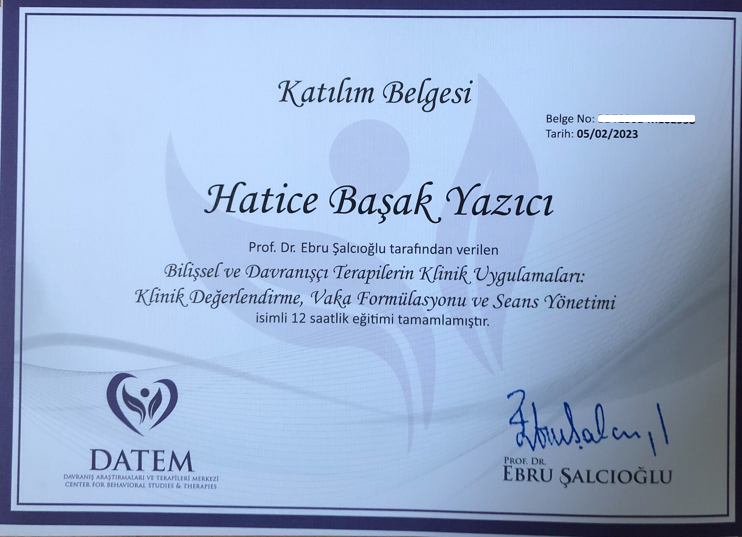 Katılım Belgesi
Belge No:
Tarih: 05/02/2023
Hatice Başak Yazıcı
Prof. Dr. Ebru Şalcıoğlu tarafından verilen
Bilişsel ve Davranışçı Terapilerin Klinik Uygulamaları:
Klinik Değerlendirme, Vaka Formülasyonu ve Seans Yönetimi
isimli 12 saatlik eğitimi tamamlamıştır.
DATEM
DAVRANIŞ ARAŞTIRMALARI VE TERAPİLERİ MERKEZİ
CENTER FOR BEHAVIORAL STUDIES & THERAPIES
PROF. DR.
EBRU ŞALCIOĞLU